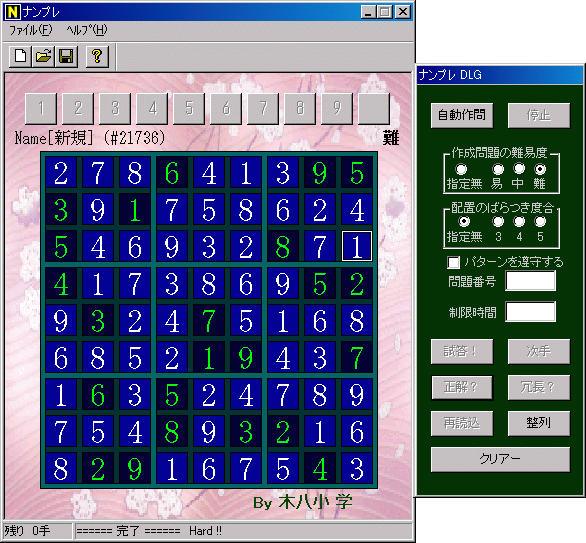 ナンプレ
ファイル(F) ヘルプ(H)
?
1 2 3 4 5 6 7 8 9
Name[新規] (#21736) 難
2 7 8 6 4 1 3 9 5
3 9 1 7 5 8 6 2 4
5 4 6 9 3 2 8 7 1
4 1 7 3 8 6 9 5 2
9 3 2 4 7 5 1 6 8
6 8 5 2 1 9 4 3 7
1 6 3 5 2 4 7 8 9
7 5 4 8 9 3 2 1 6
8 2 9 1 6 7 5 4 3
By 木八小 学
残り 0手 ====== 完了 ====== Hard !!
ナンプレ DLG
自動作問 停止
作成問題の難易度
指定無 易 中 難
配置のばらつき度合
指定無 3 4 5
パターンを遵守する
問題番号
制限時間
試答! 次手
正解? 冗長?
再読込 整列
クリアー